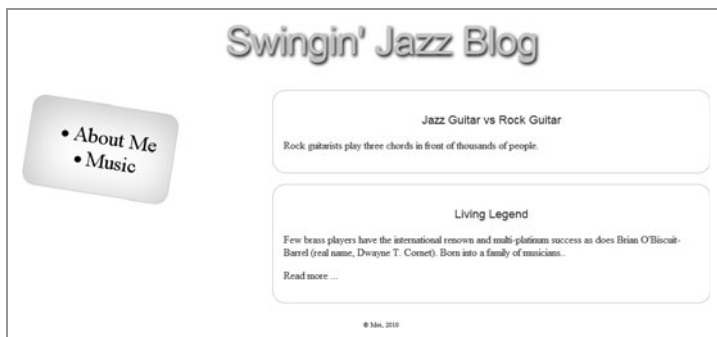 Swingin' Jazz Blog
• About Me
• Music
Jazz Guitar vs Rock Guitar
Rock guitarists play three chords in front of thousands of people.
Living Legend
Few brass players have the international renown and multi-platinum success as does Brian O'Biscuit-
Barrel (real name, Dwayne T. Cornet). Born into a family of musicians..
Read more ...
© Mei, 2010